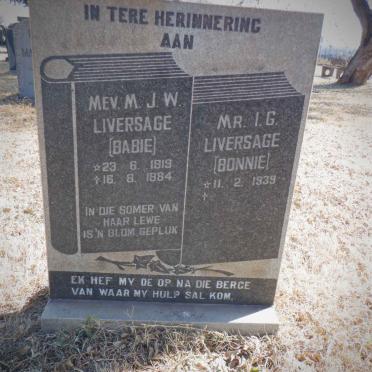 IN TERE HERINNERING
AAN
MEV. M. J. W.
LIVERSAGE
(BABIE)
☆23. 6. 1919
✝16. 6. 1984
IN DIE SOMER VAN
HAAR LEWE
IS 'N BLOM GEPLUK
MR. I. G.
LIVERSAGE
(BONNIE)
☆11. 2. 1939
✝
EK HEF MY OË OP NA DIE BERGE
VAN WAAR MY HULP SAL KOM.